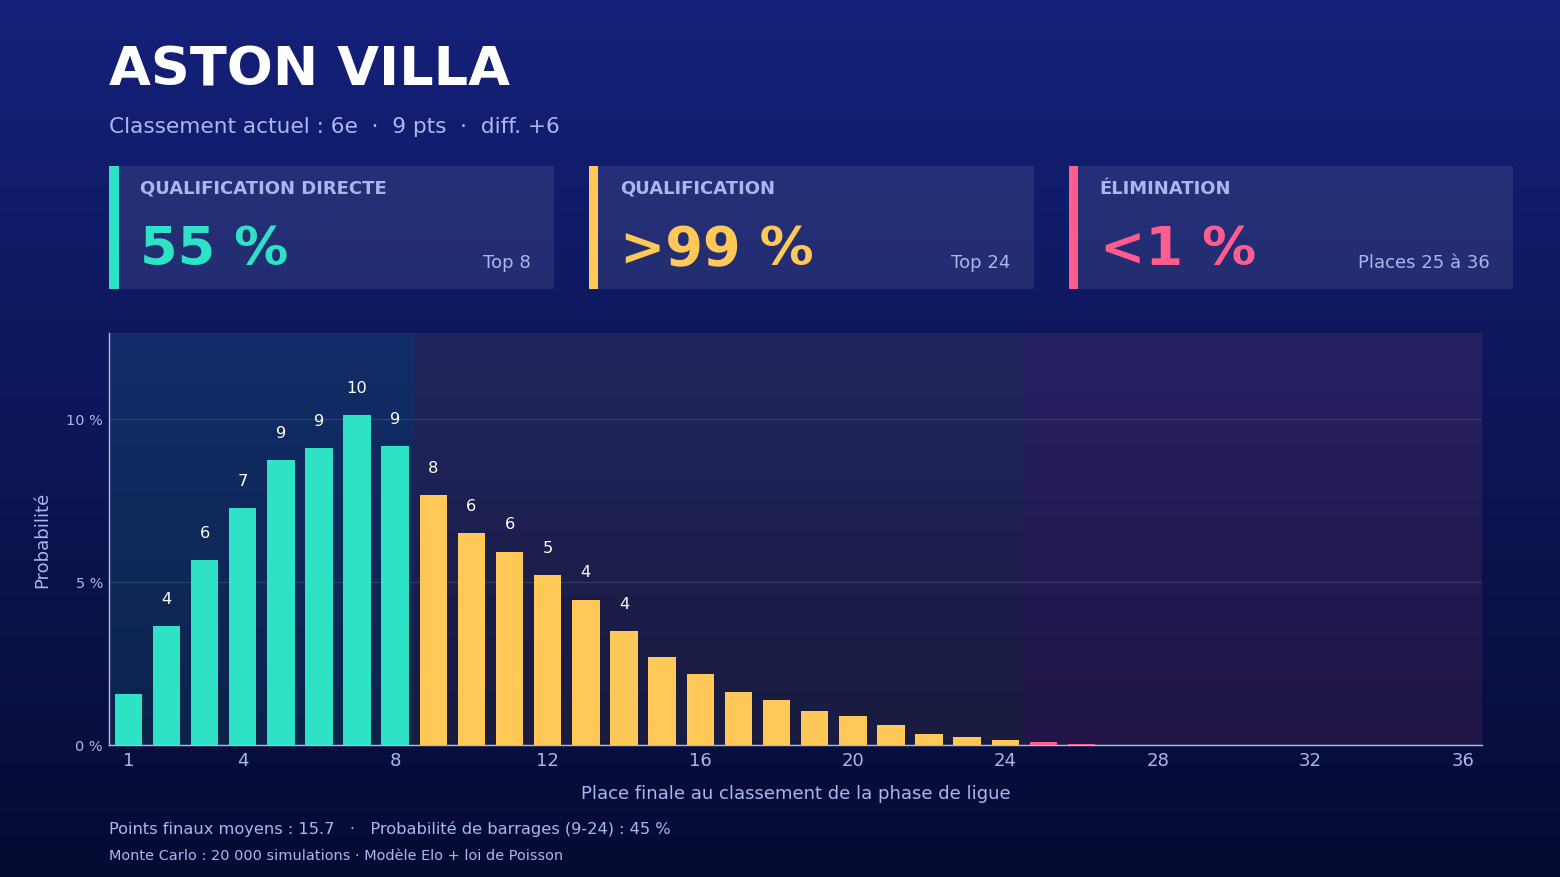 ASTON VILLA
Classement actuel : 6e · 9 pts · diff. +6
QUALIFICATION DIRECTE
55 %
Top 8
QUALIFICATION
>99 %
Top 24
ÉLIMINATION
<1 %
Places 25 à 36
Probabilité
10 %
5 %
0 %
4
6
7
9
9
10
9
8
6
6
5
4
4
1 4 8 12 16 20 24 28 32 36
Place finale au classement de la phase de ligue
Points finaux moyens : 15.7 · Probabilité de barrages (9-24) : 45 %
Monte Carlo : 20 000 simulations · Modèle Elo + loi de Poisson